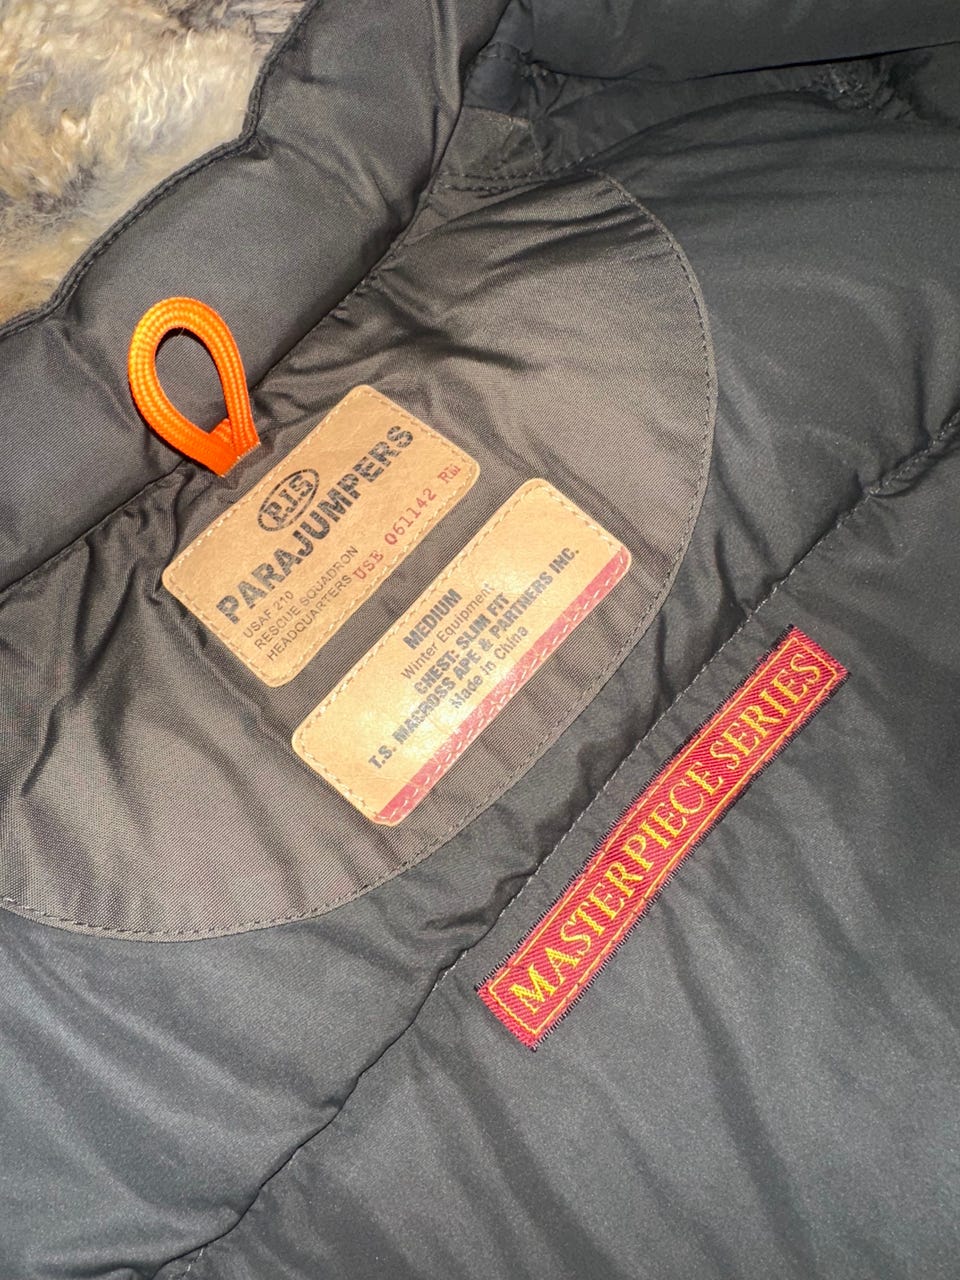 P.J.S
PARAJUMPERS
USAF 210
RESCUE SQUADRON
HEADQUARTERS USE 061142 RM
MEDIUM
Winter Equipment
CHEST: SLIM FIT
T.S. MACROSS APE & PARTNERS INC.
Made in China
MASTERPIECE SERIES